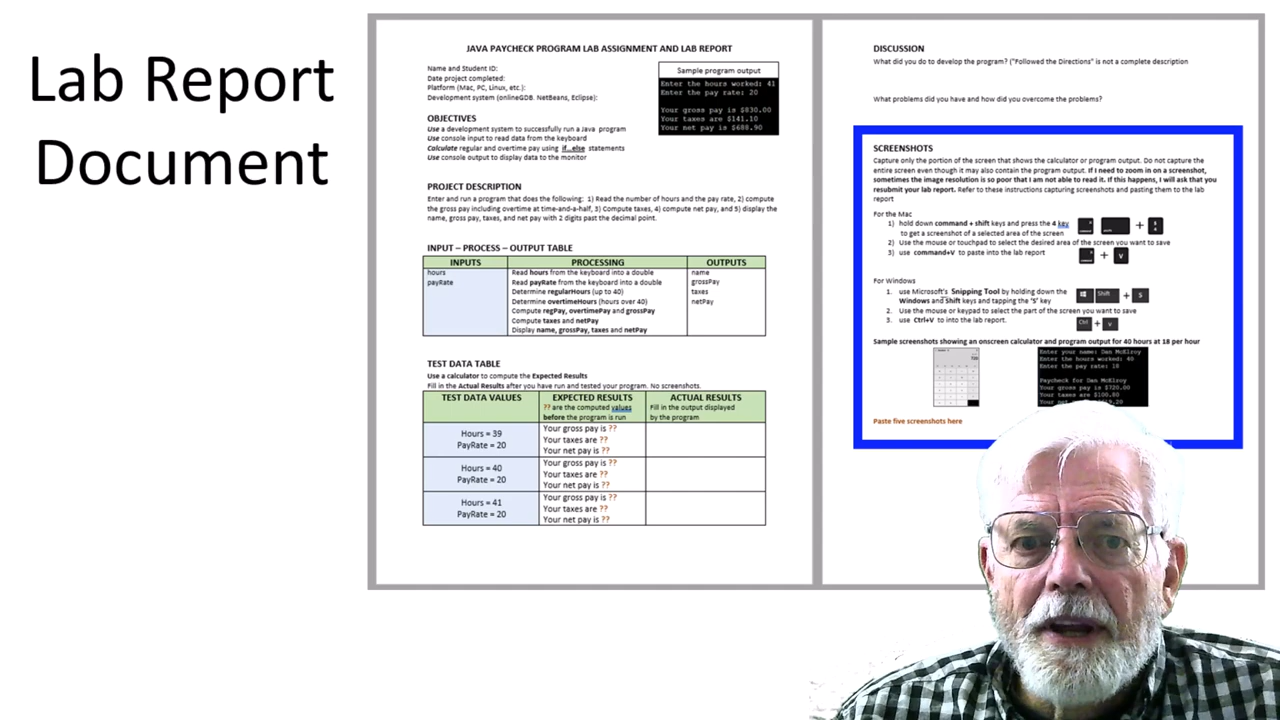 Lab Report
Document
JAVA PAYCHECK PROGRAM LAB ASSIGNMENT AND LAB REPORT
Name and Student ID:
Date project completed:
Platform (Mac, PC, Linux, etc.):
Development system (onlineGDB. NetBeans, Eclipse):
Sample program output
Enter the hours worked: 41
Enter the pay rate: 20
Your gross pay is $830.00
Your taxes are $141.10
Your net pay is $688.90
OBJECTIVES
Use a development system to successfully run a Java program
Use console input to read data from the keyboard
Calculate regular and overtime pay using if...else statements
Use console output to display data to the monitor
PROJECT DESCRIPTION
Enter and run a program that does the following: 1) Read the number of hours and the pay rate, 2) compute
the gross pay including overtime at time-and-a-half, 3) Compute taxes, 4) compute net pay, and 5) display the
name, gross pay, taxes, and net pay with 2 digits past the decimal point.
INPUT – PROCESS – OUTPUT TABLE
INPUTS PROCESSING OUTPUTS
hours Read hours from the keyboard into a double name
payRate Read payRate from the keyboard into a double grossPay
Determine regularHours (up to 40) taxes
Determine overtimeHours (hours over 40) netPay
Compute regPay, overtimePay and grossPay
Compute taxes and netPay
Display name, grossPay, taxes and netPay
TEST DATA TABLE
Use a calculator to compute the Expected Results
Fill in the Actual Results after you have run and tested your program. No screenshots.
TEST DATA VALUES EXPECTED RESULTS ACTUAL RESULTS
?? are the computed values Fill in the output displayed
before the program is run by the program
Hours = 39
PayRate = 20
Your gross pay is ??
Your taxes are ??
Your net pay is ??
Hours = 40
PayRate = 20
Your gross pay is ??
Your taxes are ??
Your net pay is ??
Hours = 41
PayRate = 20
Your gross pay is ??
Your taxes are ??
Your net pay is ??
DISCUSSION
What did you do to develop the program? ("Followed the Directions" is not a complete description
What problems did you have and how did you overcome the problems?
SCREENSHOTS
Capture only the portion of the screen that shows the calculator or program output. Do not capture the
entire screen even though it may also contain the program output. If I need to zoom in on a screenshot,
sometimes the image resolution is so poor that I am not able to read it. If this happens, I will ask that you
resubmit your lab report. Refer to these instructions capturing screenshots and pasting them to the lab
report
For the Mac
1) hold down command + shift keys and press the 4 key
to get a screenshot of a selected area of the screen
2) Use the mouse or touchpad to select the desired area of the screen you want to save
3) use command+V to paste into the lab report
For Windows
1. use Microsoft's Snipping Tool by holding down the
Windows and Shift keys and tapping the 'S' key
Shift + S
2. Use the mouse or keypad to select the part of the screen you want to save
3. use Ctrl+V to into the lab report.
Ctrl + V
Sample screenshots showing an onscreen calculator and program output for 40 hours at 18 per hour
Enter your name: Dan McElroy
Enter the hours worked: 40
Enter the pay rate: 18
Paycheck for Dan McElroy
Your gross pay is $720.00
Your taxes are $100.80
Paste five screenshots here